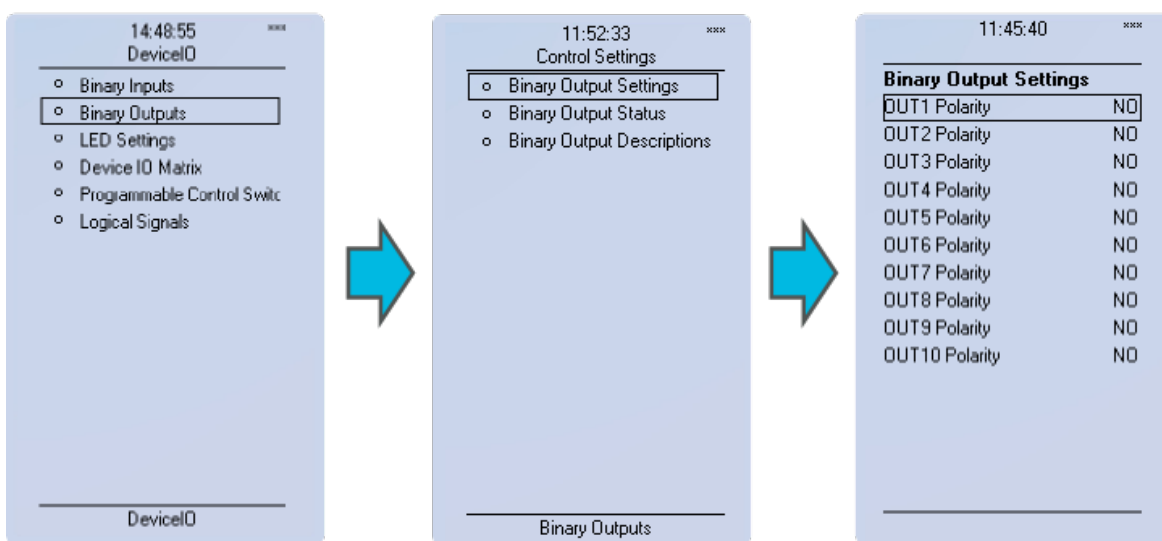 14:48:55 ***
DeviceIO
Binary Inputs
Binary Outputs
LED Settings
Device IO Matrix
Programmable Control Switc
Logical Signals
DeviceIO
11:52:33 ***
Control Settings
Binary Output Settings
Binary Output Status
Binary Output Descriptions
Binary Outputs
11:45:40 ***
Binary Output Settings
OUT1 Polarity NO
OUT2 Polarity NO
OUT3 Polarity NO
OUT4 Polarity NO
OUT5 Polarity NO
OUT6 Polarity NO
OUT7 Polarity NO
OUT8 Polarity NO
OUT9 Polarity NO
OUT10 Polarity NO